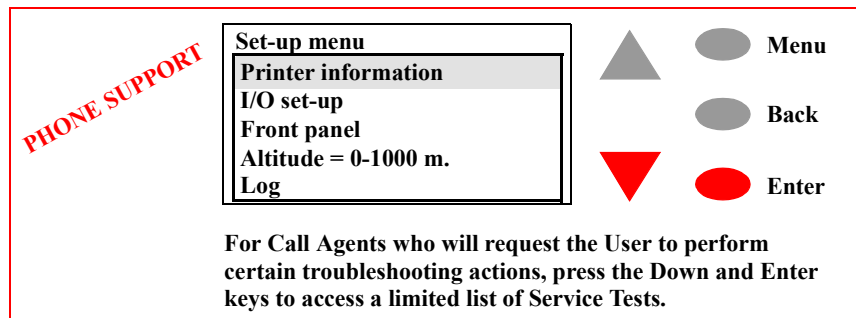 PHONE SUPPORT
Set-up menu
Printer information
I/O set-up
Front panel
Altitude = 0-1000 m.
Log
Menu
Back
Enter
For Call Agents who will request the User to perform
certain troubleshooting actions, press the Down and Enter
keys to access a limited list of Service Tests.